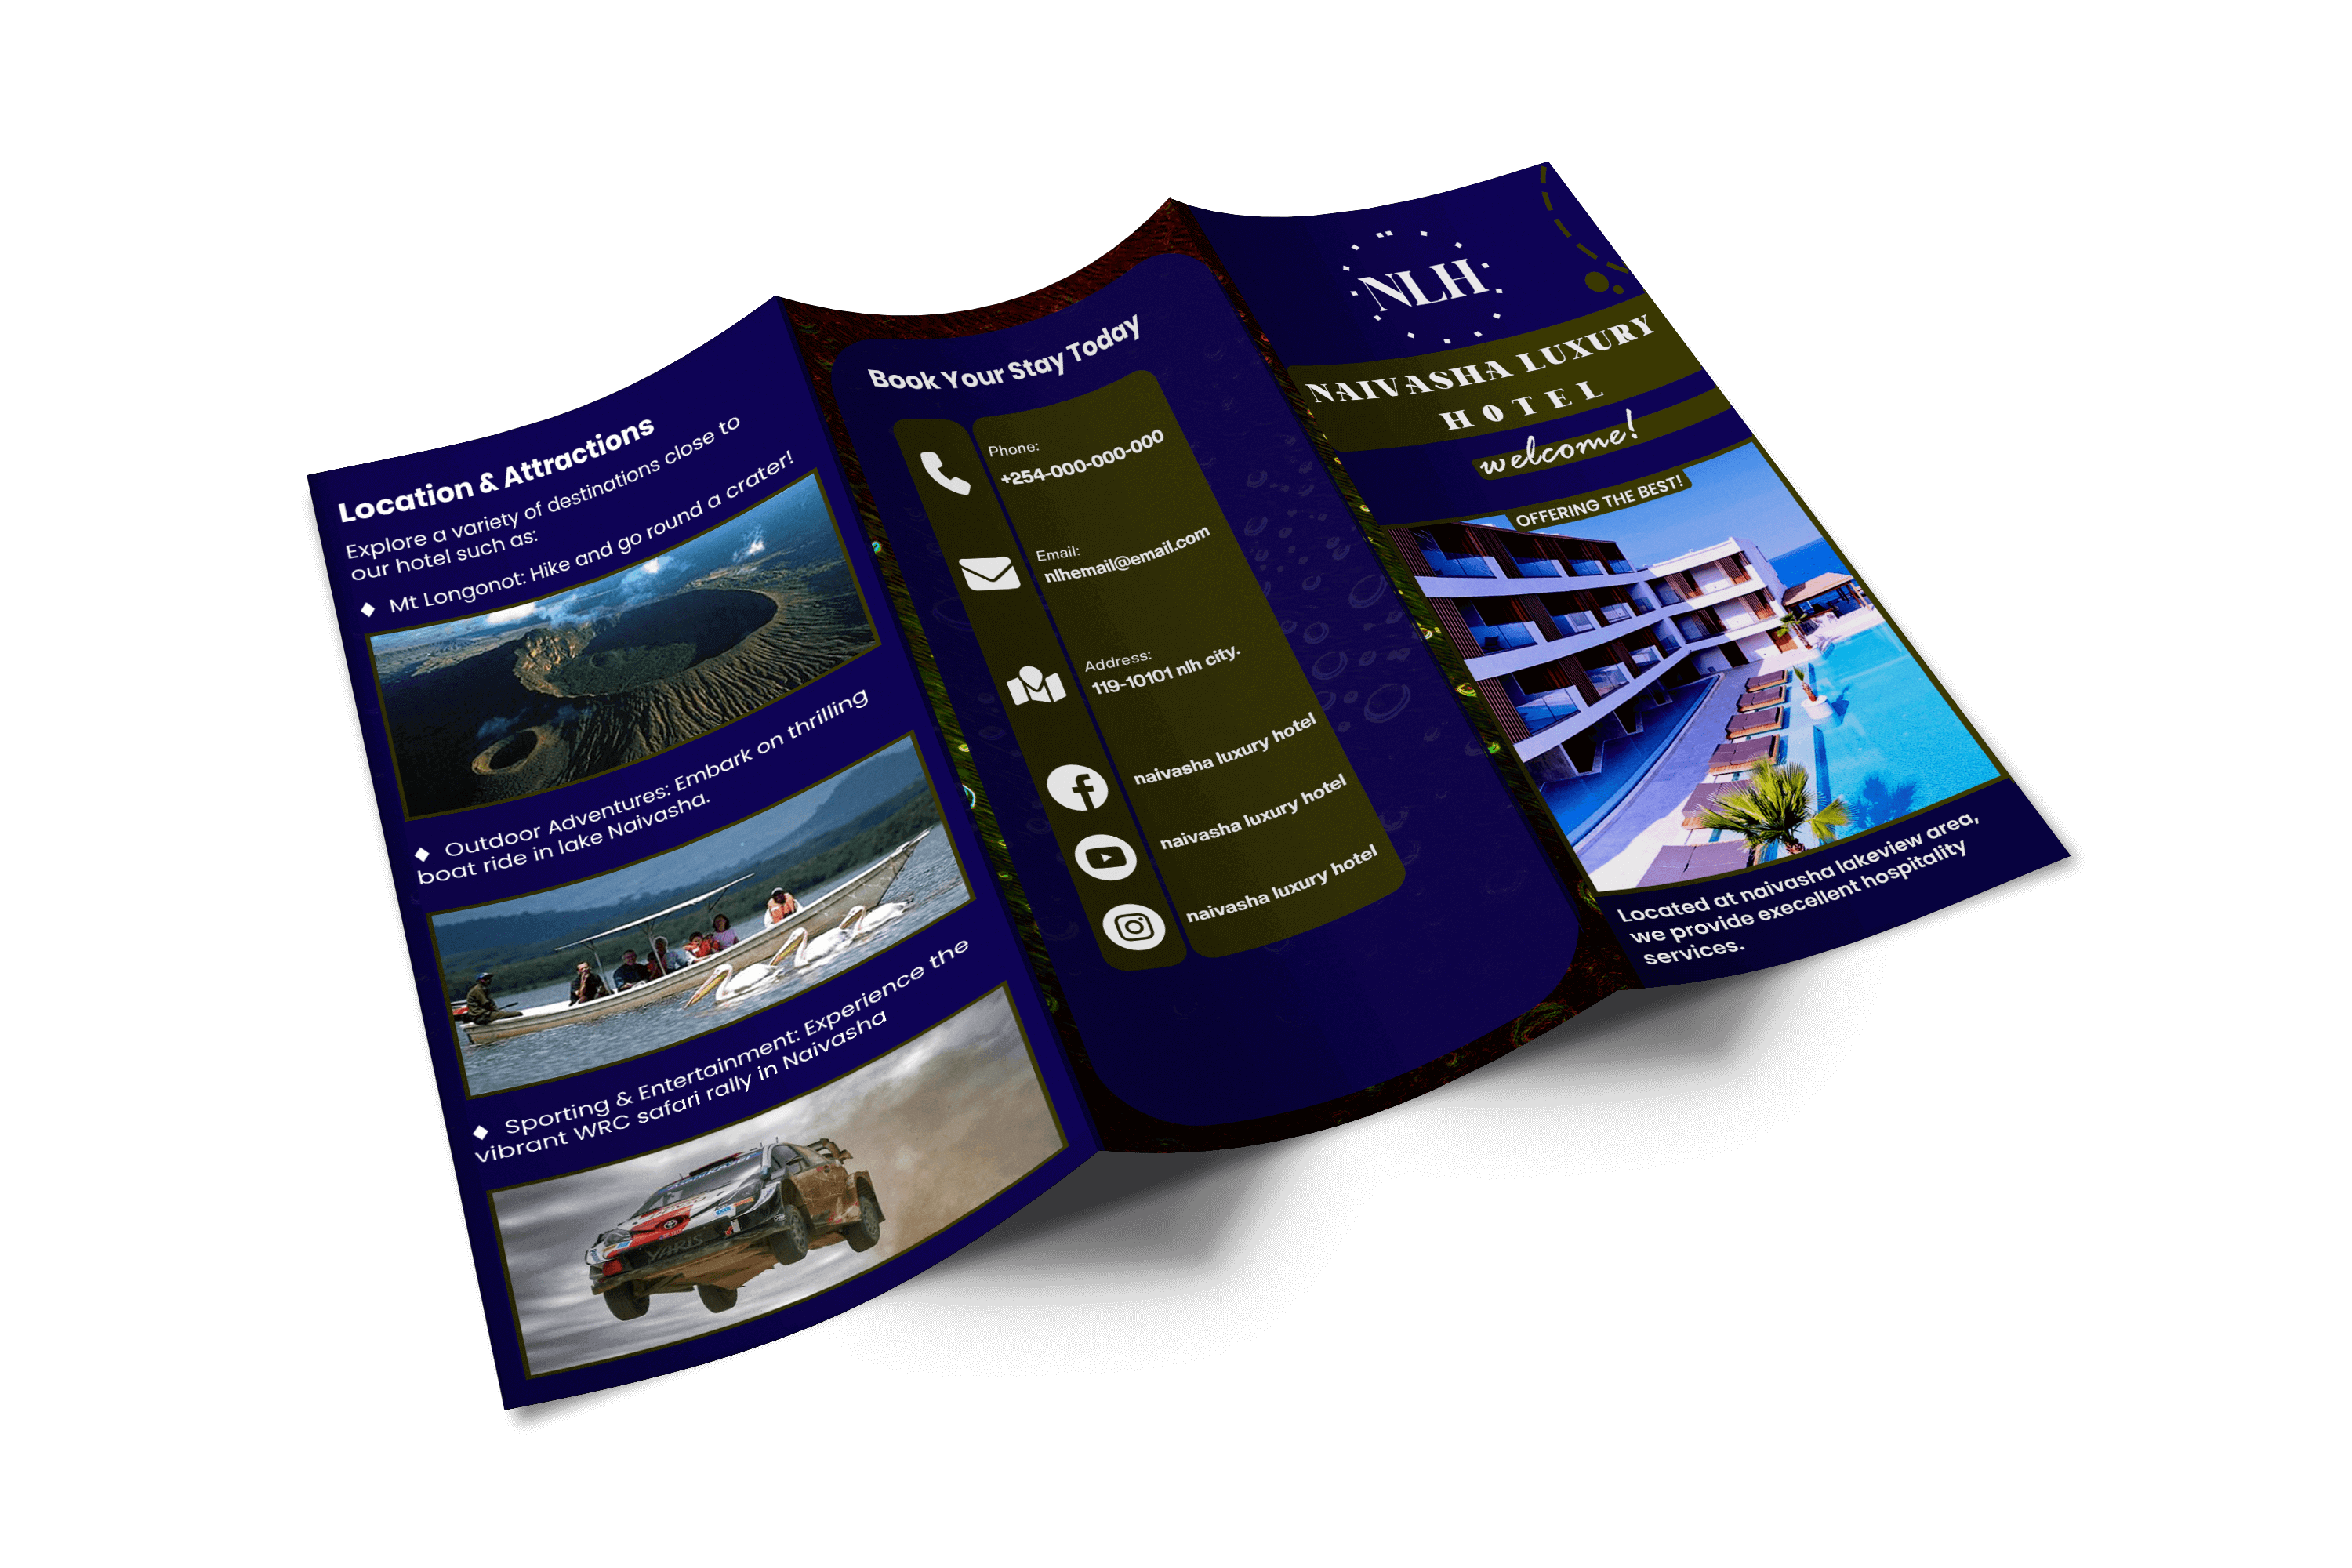 Location & Attractions
Explore a variety of destinations close to
our hotel such as:
Mt Longonot: Hike and go round a crater!
Outdoor Adventures: Embark on thrilling
boat ride in lake Naivasha.
Sporting & Entertainment: Experience the
vibrant WRC safari rally in Naivasha
YARIS
Book Your Stay Today
Phone:
+254-000-000-000
Email:
nlhemail@email.com
Address:
119-10101 nlh city.
naivasha luxury hotel
naivasha luxury hotel
naivasha luxury hotel
NLH
NAIVASHA LUXURY
HOTEL
welcome!
OFFERING THE BEST!
Located at naivasha lakeview area,
we provide execellent hospitality
services.